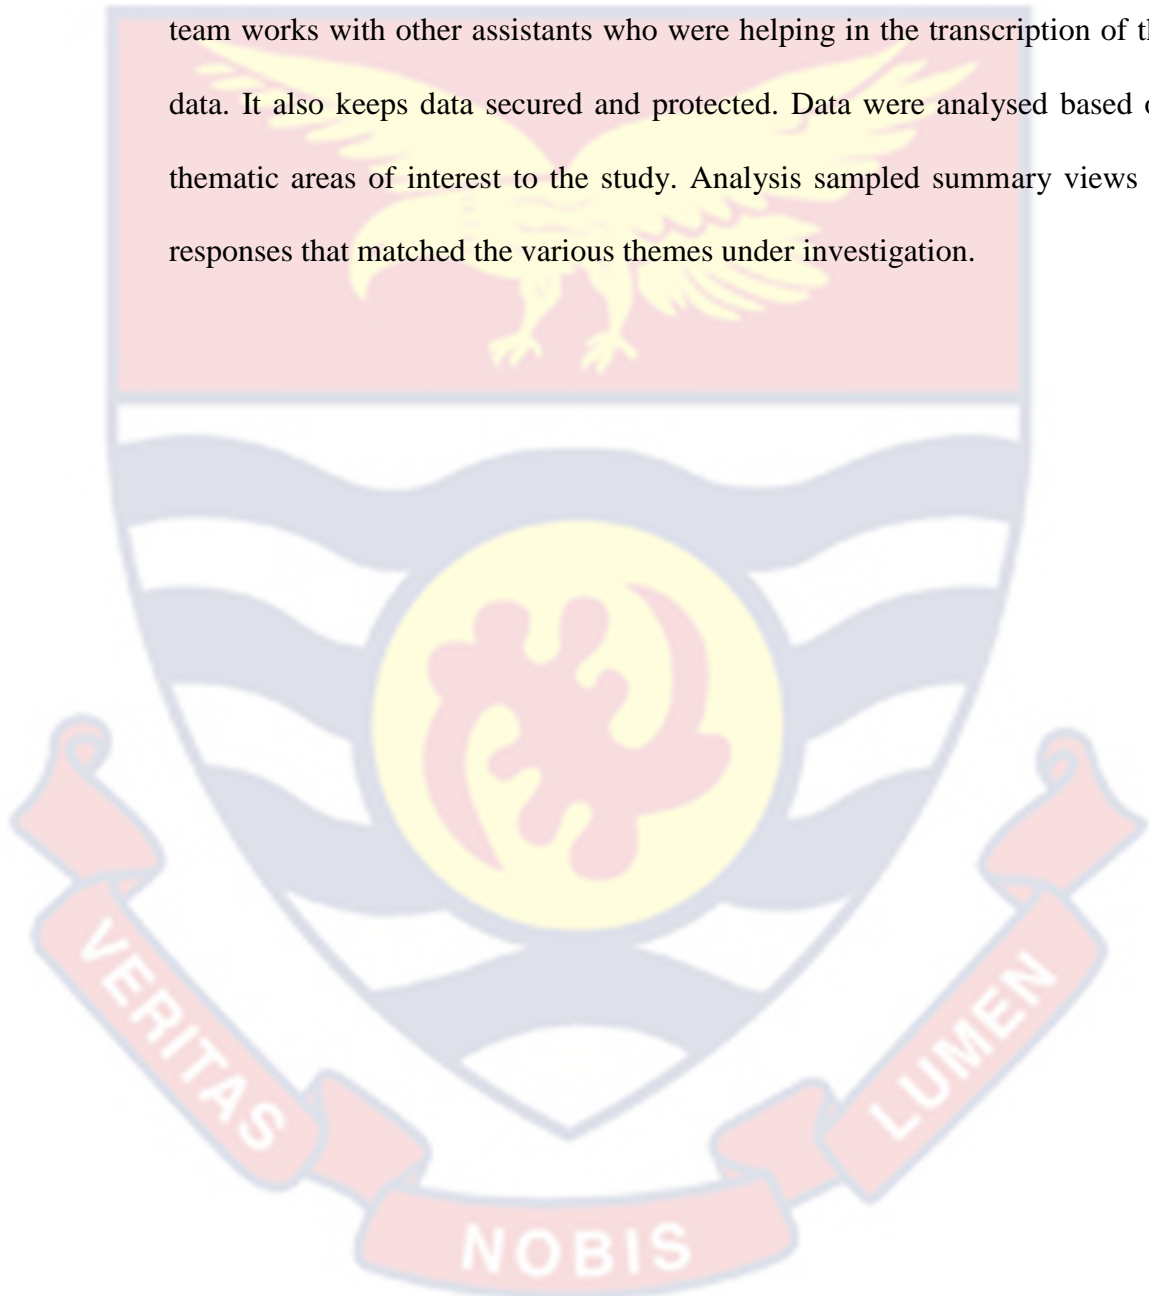 team works with other assistants who were helping in the transcription of
data. It also keeps data secured and protected. Data were analysed based
thematic areas of interest to the study. Analysis sampled summary views
responses that matched the various themes under investigation.
VERITAS
NOBIS
LUMEN